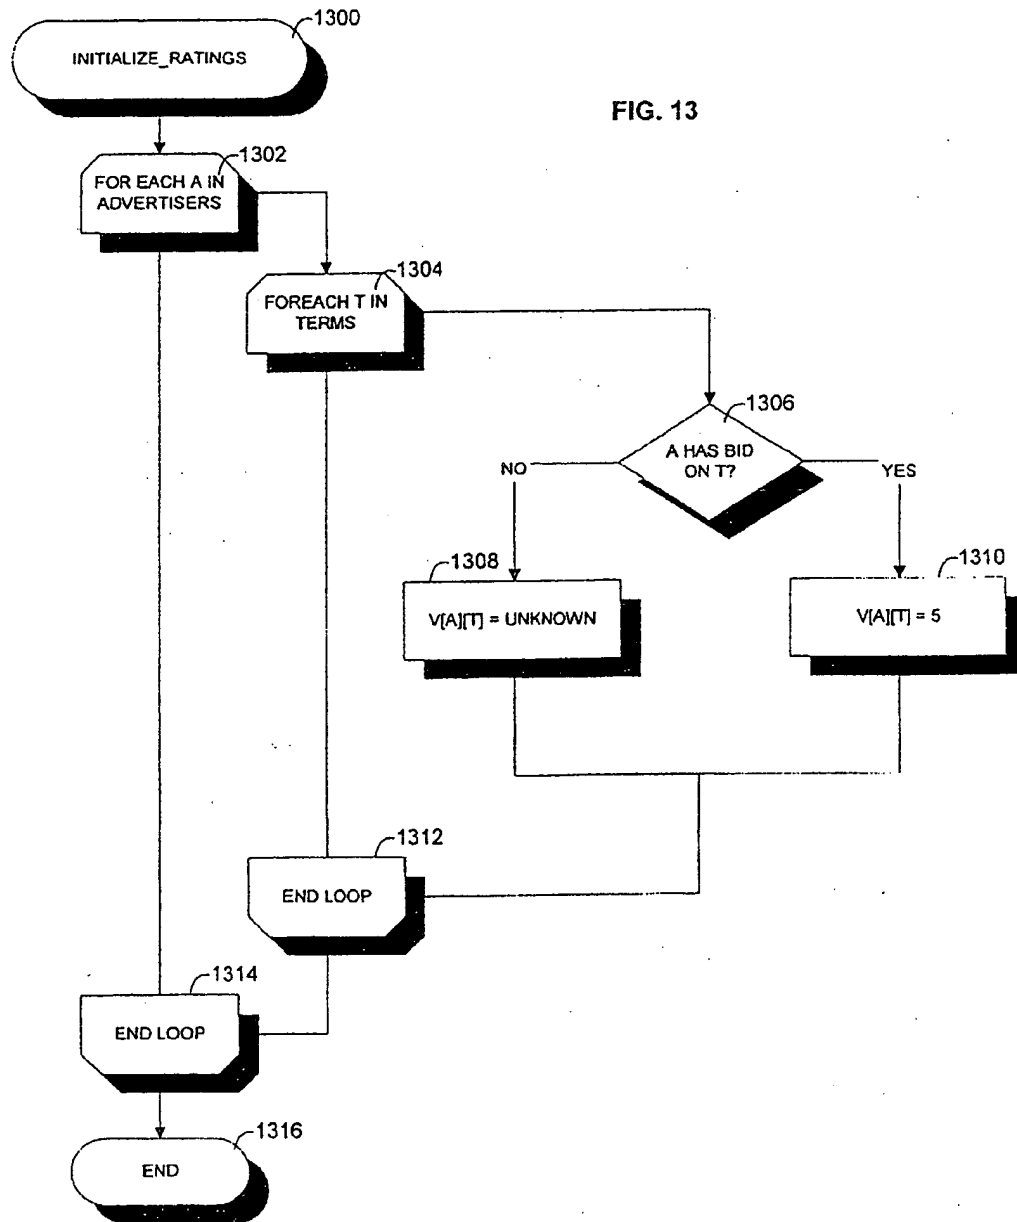 1300
INITIALIZE_RATINGS
FIG. 13
1302
FOR EACH A IN
ADVERTISERS
1304
FOREACH T IN
TERMS
1306
A HAS BID
ON T?
NO
YES
1308
V[A][T] = UNKNOWN
1310
V[A][T] = 5
1312
END LOOP
1314
END LOOP
1316
END